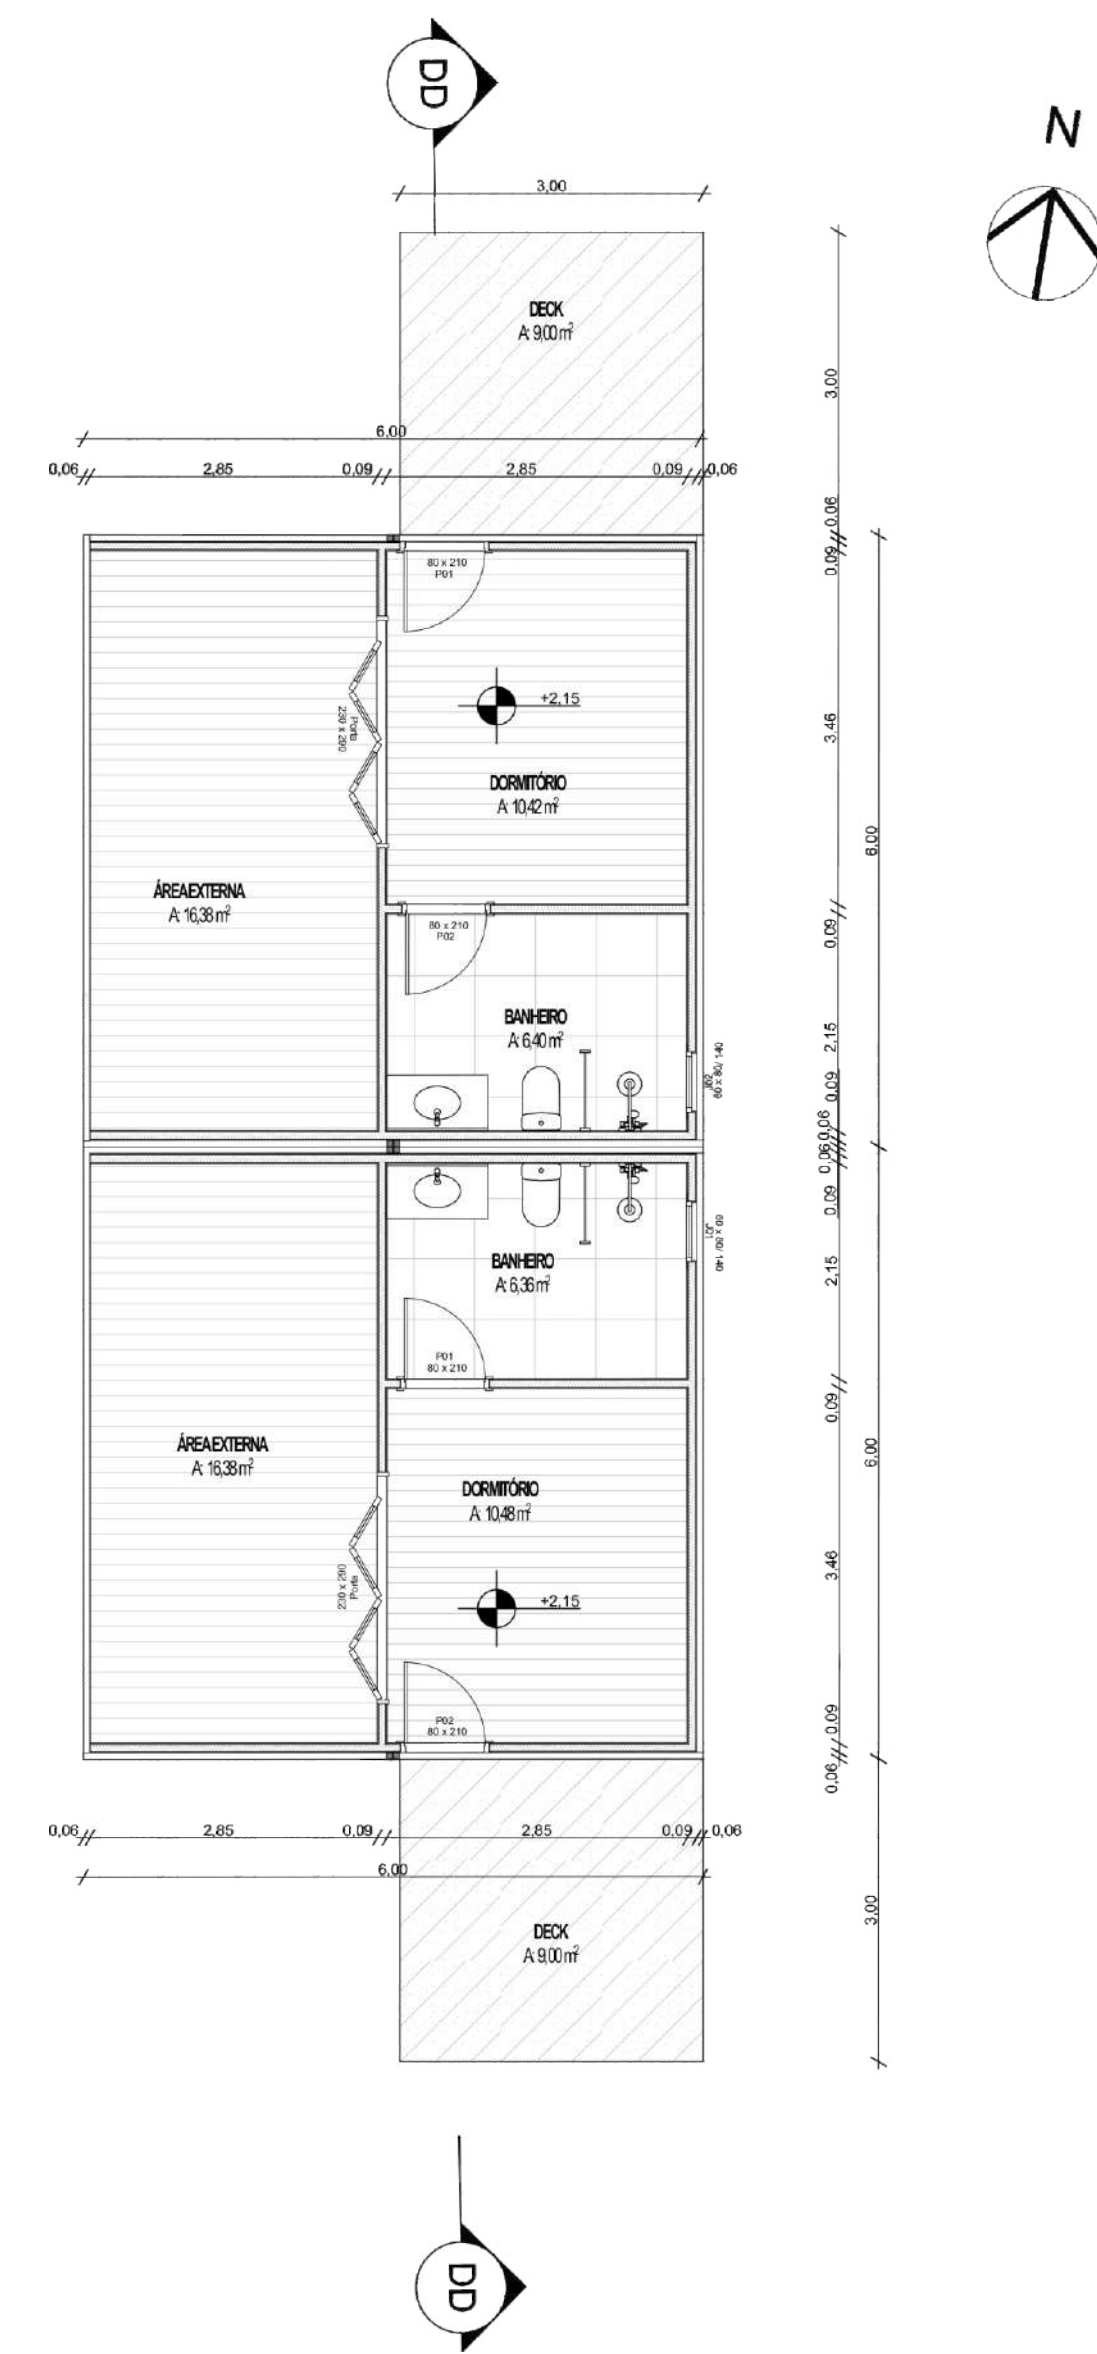 DD
N
3,00
DECK
A: 9,00 m²
3,00
6,00
0,06
2,85
0,09
2,85
0,09
0,06
0,06
0,09
80 x 210
P01
+2,15
Porta
230 x 290
3,46
DORMITÓRIO
A: 10,42 m²
6,00
ÁREA EXTERNA
A: 16,38 m²
80 x 210
P02
0,09
BANHEIRO
A: 6,40 m²
2,15
60 x 80/ 140
J01
0,09
0,06
0,06
0,09
60 x 80/ 140
J01
BANHEIRO
A: 6,36 m²
2,15
P01
80 x 210
0,09
ÁREA EXTERNA
A: 16,38 m²
6,00
DORMITÓRIO
A: 10,48 m²
230 x 290
Porta
3,46
+2,15
P02
80 x 210
0,09
0,06
0,06
2,85
0,09
2,85
0,09
0,06
6,00
3,00
DECK
A: 9,00 m²
DD